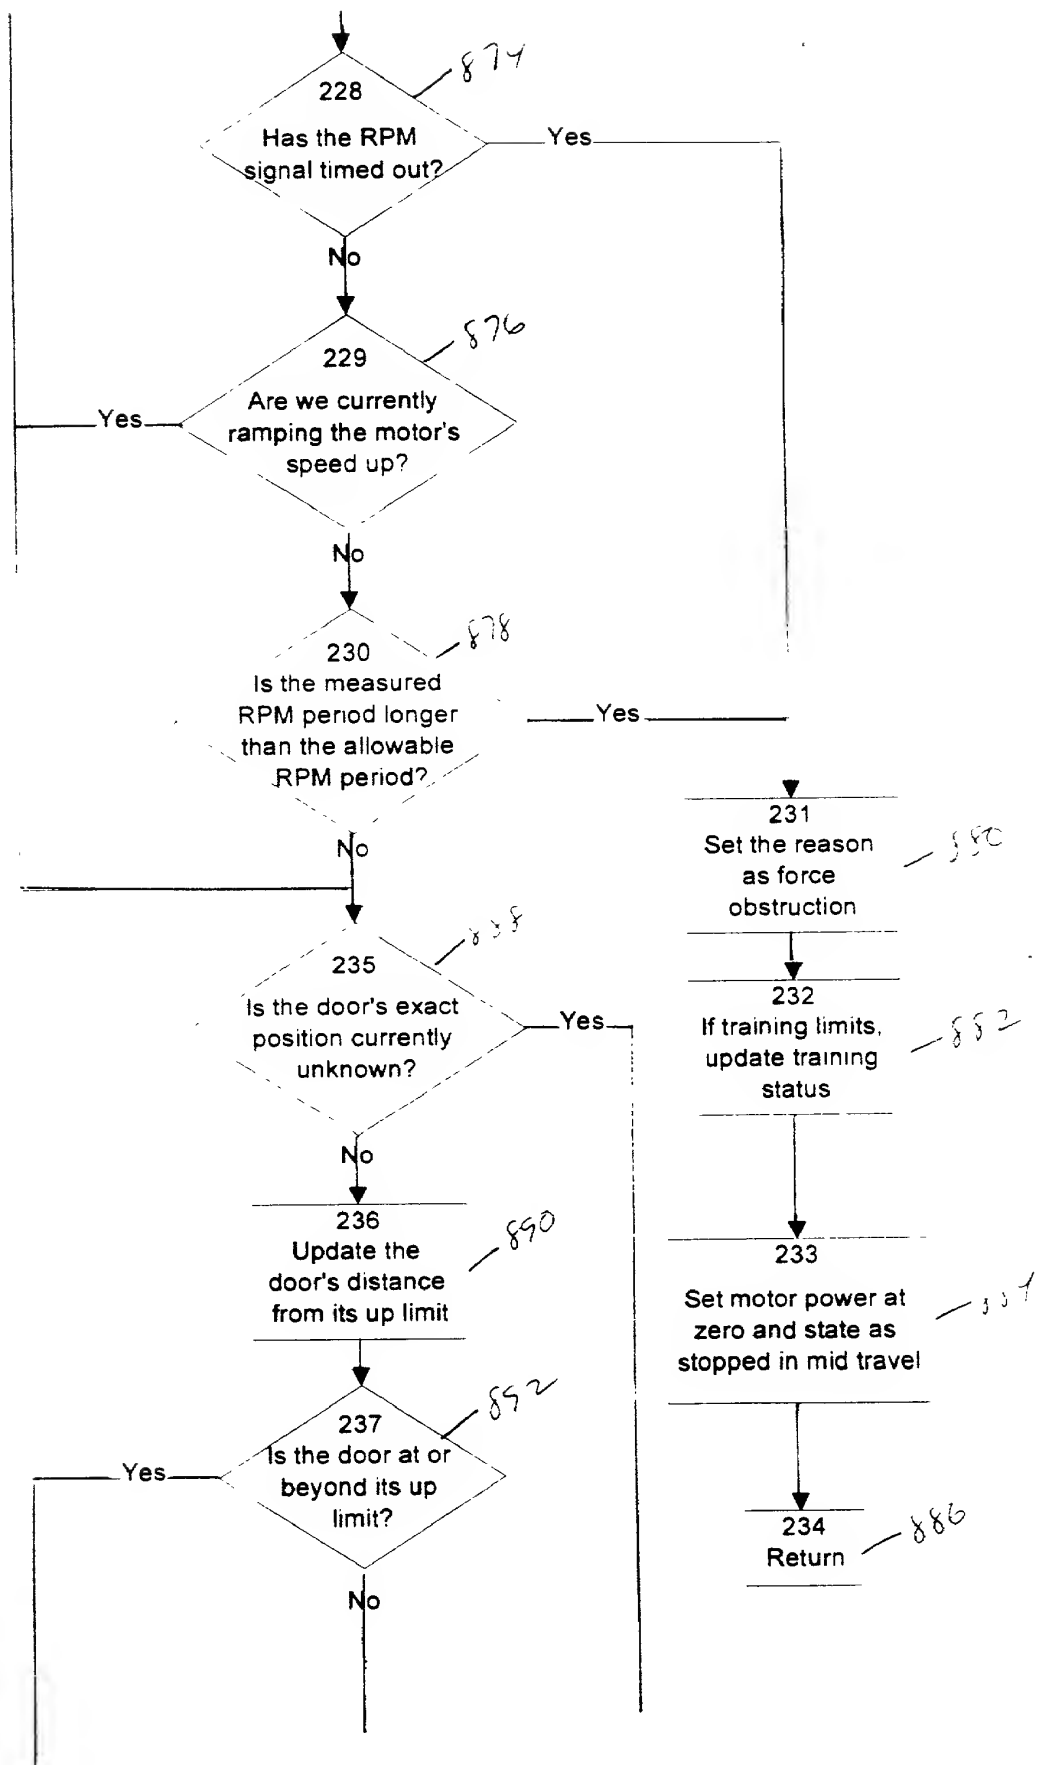 874
228
Has the RPM
signal timed out?
Yes
No
876
229
Are we currently
ramping the motor's
speed up?
Yes
No
878
230
Is the measured
RPM period longer
than the allowable
RPM period?
Yes
No
231
Set the reason
as force
obstruction
235
Is the door's exact
position currently
unknown?
Yes
No
232
If training limits,
update training
status
882
236
Update the
door's distance
from its up limit
890
233
Set motor power at
zero and state as
stopped in mid travel
892
237
Is the door at or
beyond its up
limit?
Yes
No
234
Return
886